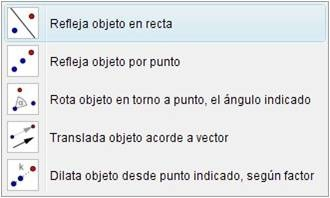 Refleja objeto en recta
Refleja objeto por punto
α
Rota objeto en torno a punto, el ángulo indicado
Translada objeto acorde a vector
k
Dilata objeto desde punto indicado, según factor